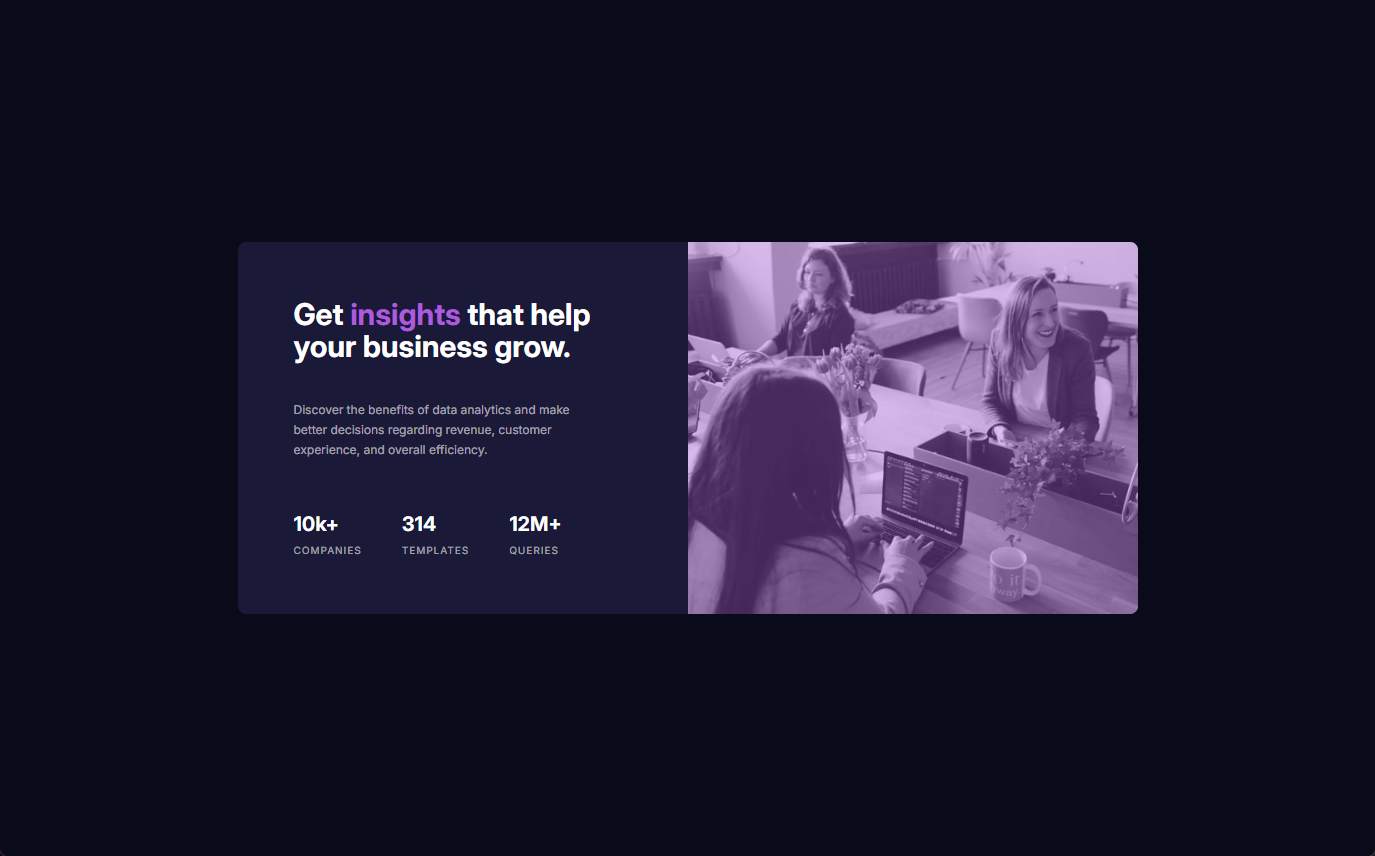 Get insights that help
your business grow.
Discover the benefits of data analytics and make
better decisions regarding revenue, customer
experience, and overall efficiency.
10k+ 314 12M+
COMPANIES TEMPLATES QUERIES